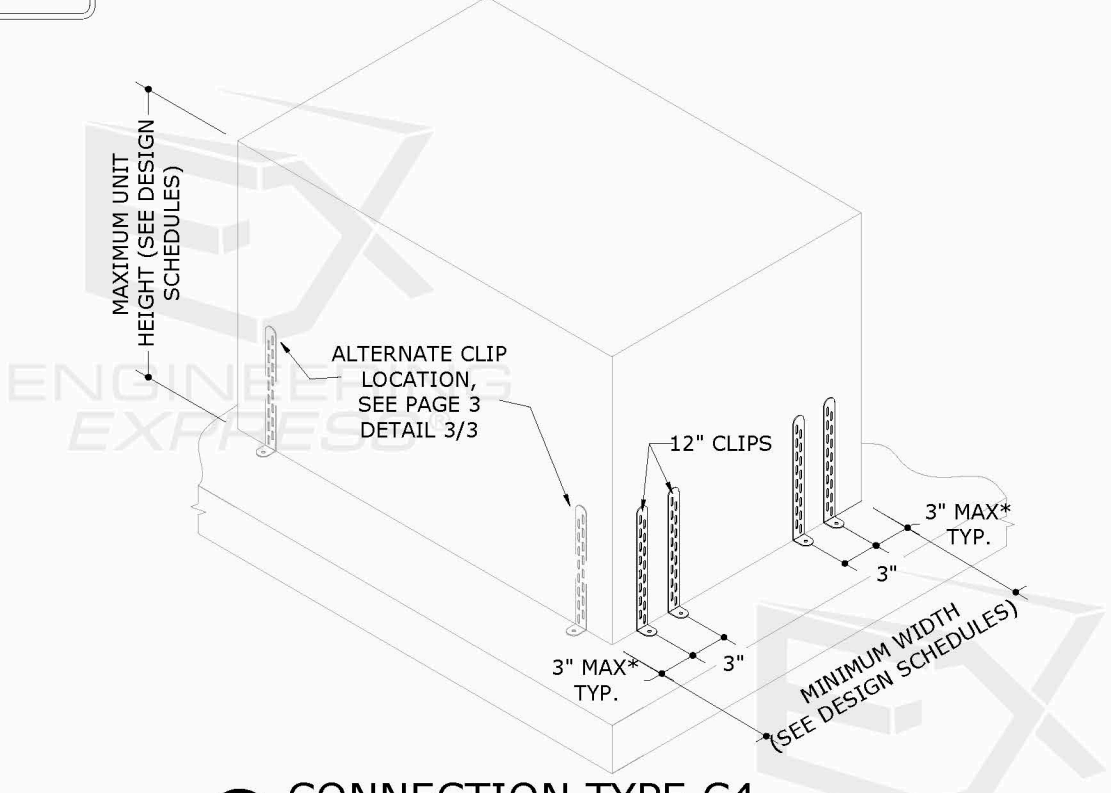 MAXIMUM UNIT
HEIGHT (SEE DESIGN
SCHEDULES)
ENGINEERING
EXPRESS®
ALTERNATE CLIP
LOCATION,
SEE PAGE 3
DETAIL 3/3
12" CLIPS
3" MAX*
TYP.
3"
3" MAX*
TYP.
3"
MINIMUM WIDTH
(SEE DESIGN SCHEDULES)
CONNECTION TYPE C4